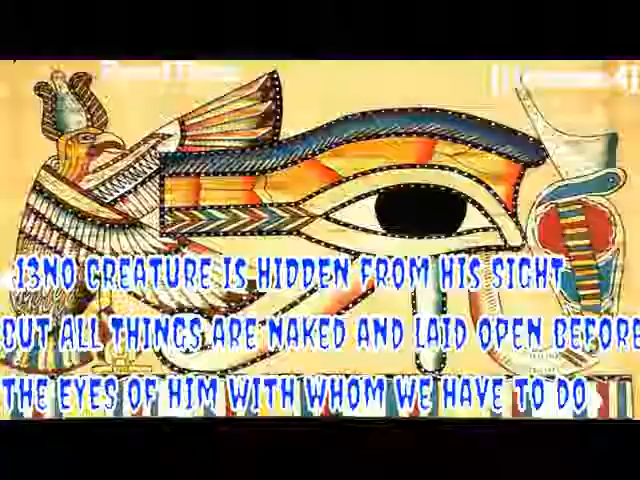 13NO CREATURE IS HIDDEN FROM HIS SIGHT
BUT ALL THINGS ARE NAKED AND LAID OPEN BEFORE
THE EYES OF HIM WITH WHOM WE HAVE TO DO